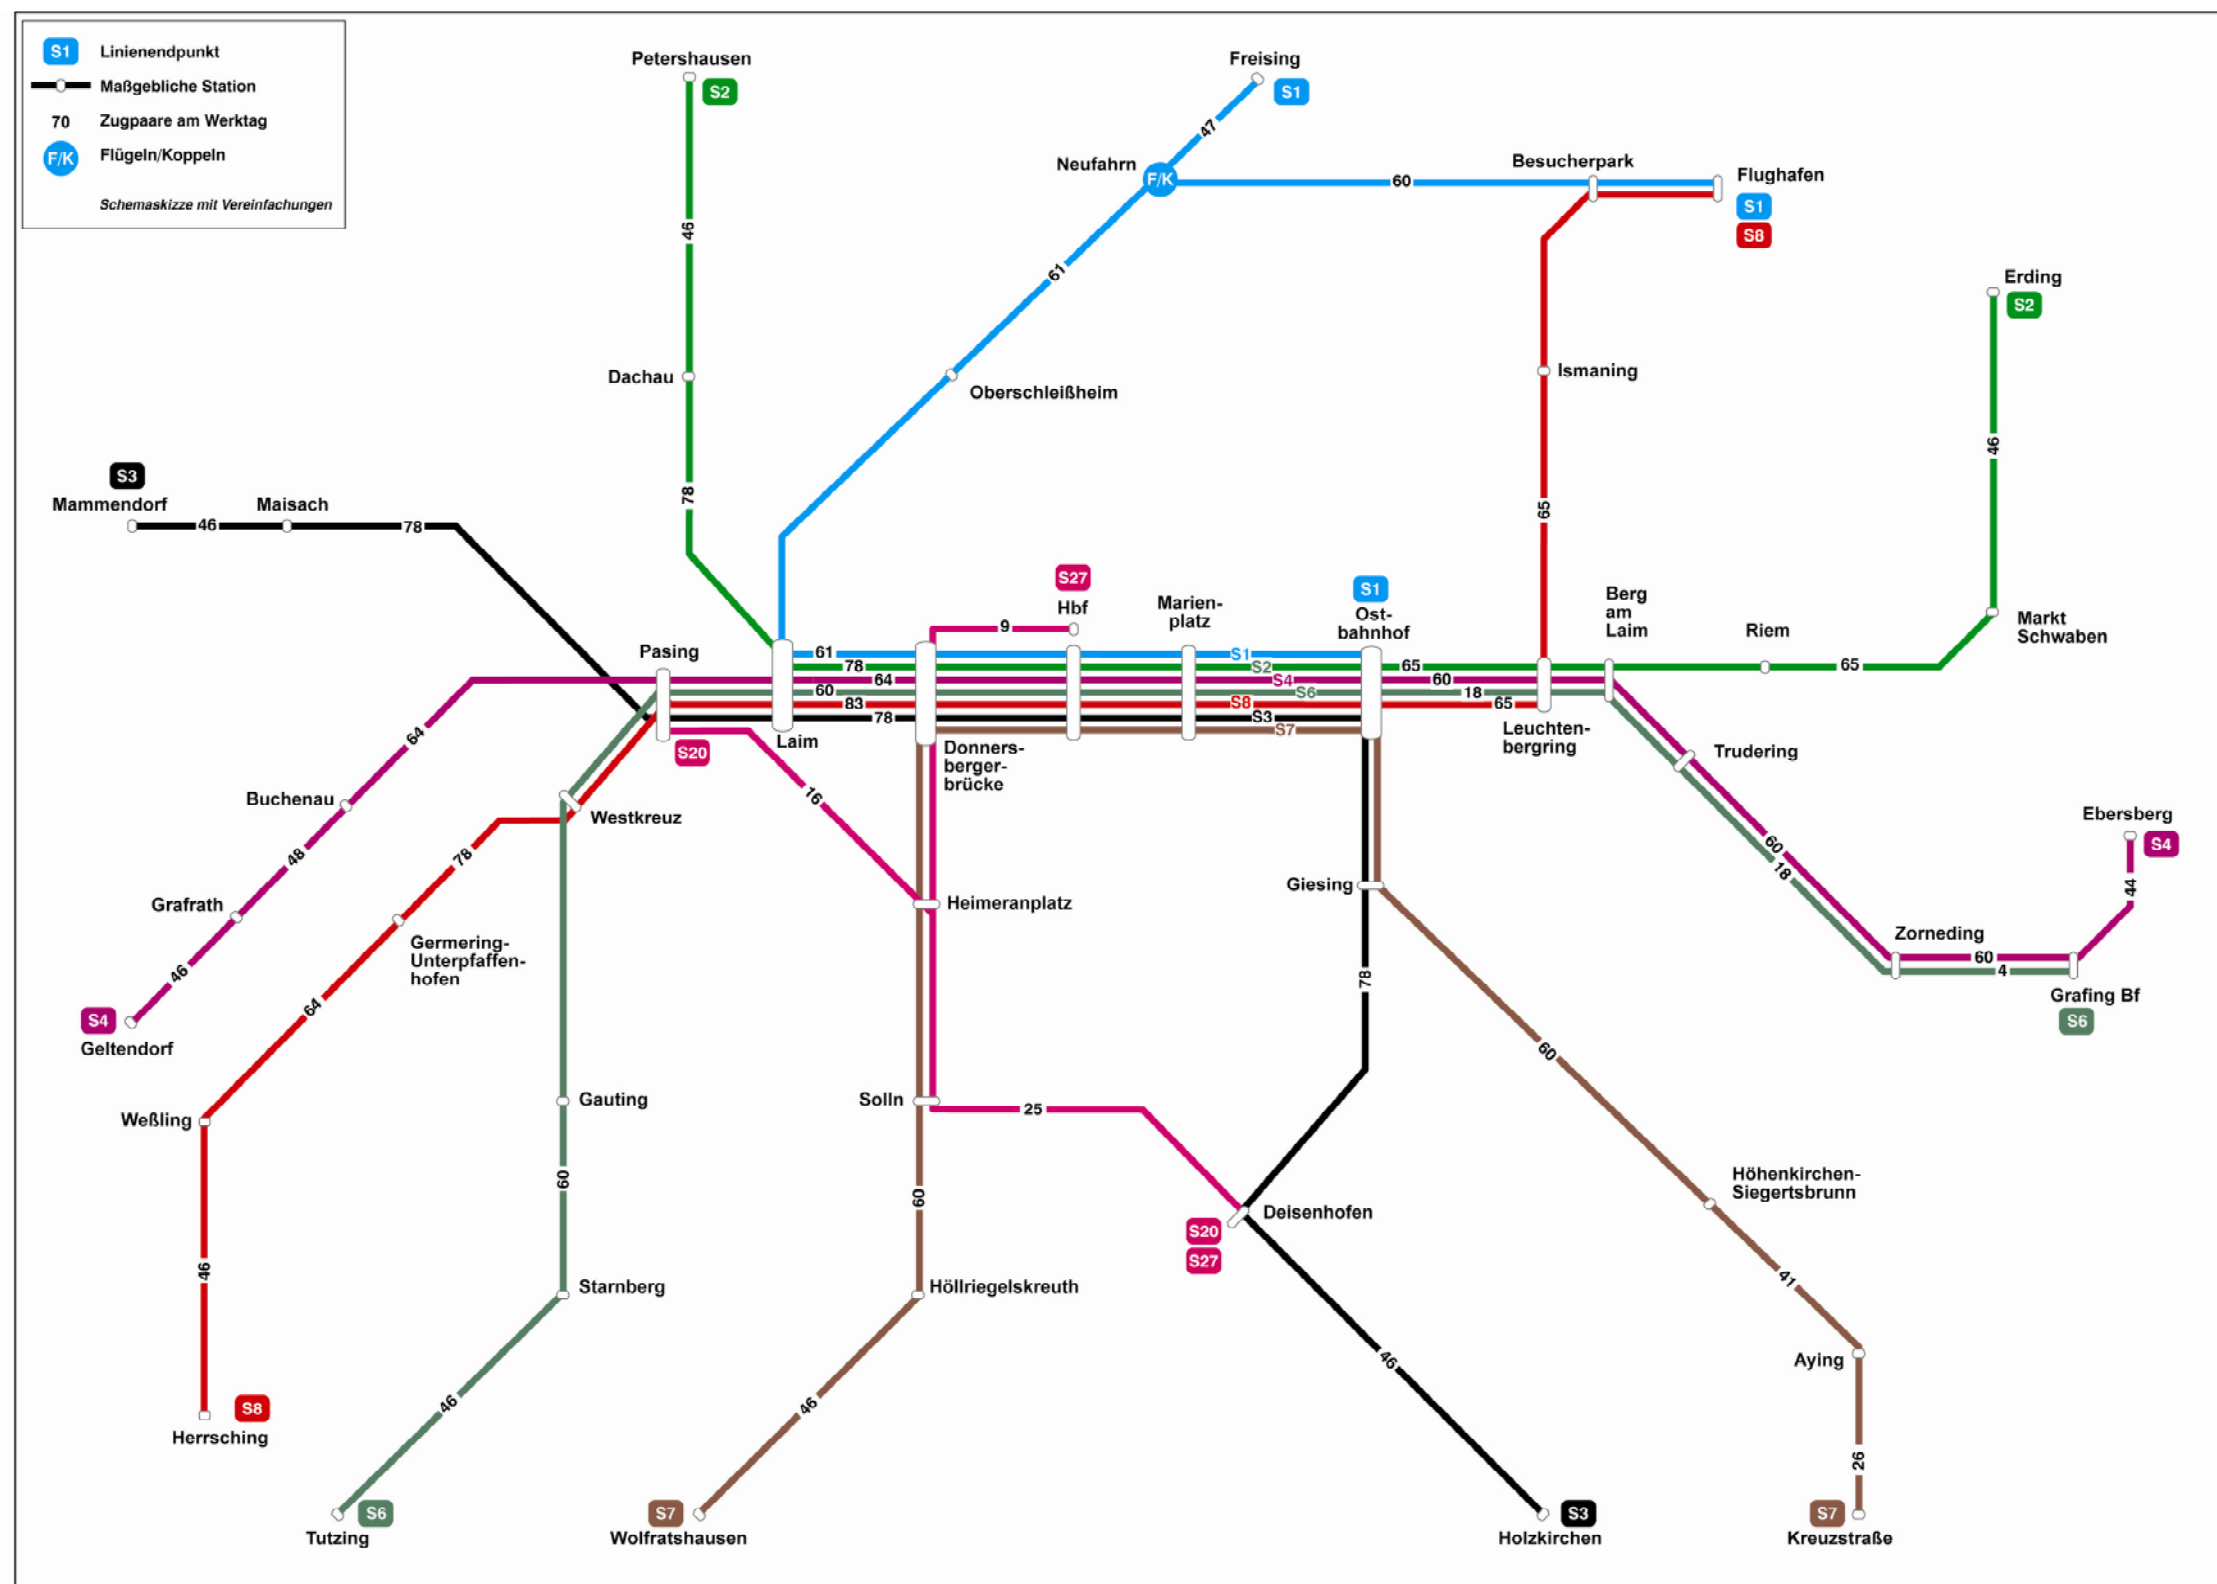 S1 Linienendpunkt
Maßgebliche Station
70 Zugpaare am Werktag
F/K Flügeln/Koppeln
Schemaskizze mit Vereinfachungen
Petershausen
S2
Freising
S1
47
Neufahrn
F/K
60
Besucherpark
Flughafen
S1
S8
46
61
Erding
S2
Dachau
Oberschleißheim
Ismaning
46
S3
Mammendorf
46
Maisach
78
78
65
S27
Hbf
9
Marien-
platz
S1
Ost-
bahnhof
Berg
am
Laim
Riem
Markt
Schwaben
Pasing
61
S1
78
S2
65
65
64
S4
60
60
S6
18
83
S8
65
78
S3
S7
S20
Laim
Donners-
berger-
brücke
Leuchten-
bergring
Trudering
64
16
Buchenau
Westkreuz
48
78
60
18
Ebersberg
S4
44
Grafrath
Germering-
Unterpfaffen-
hofen
Heimeranplatz
Giesing
Zorneding
60
4
Grafing Bf
S6
46
S4
Geltendorf
64
78
60
Weßling
Gauting
Solln
25
60
60
Höhenkirchen-
Siegertsbrunn
Deisenhofen
S20
S27
46
Starnberg
Höllriegelskreuth
41
46
46
46
Aying
S8
Herrsching
26
S6
Tutzing
S7
Wolfratshausen
S3
Holzkirchen
S7
Kreuzstraße